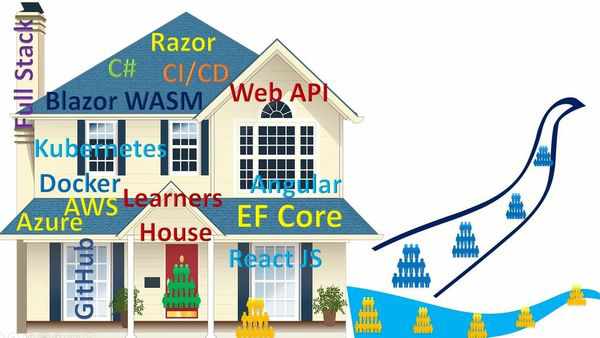 Full Stack
Razor
C#
CI/CD
Blazor WASM
Web API
Kubernetes
Docker
Angular
AWS
Learners
House
Azure
EF Core
GitHub
React JS